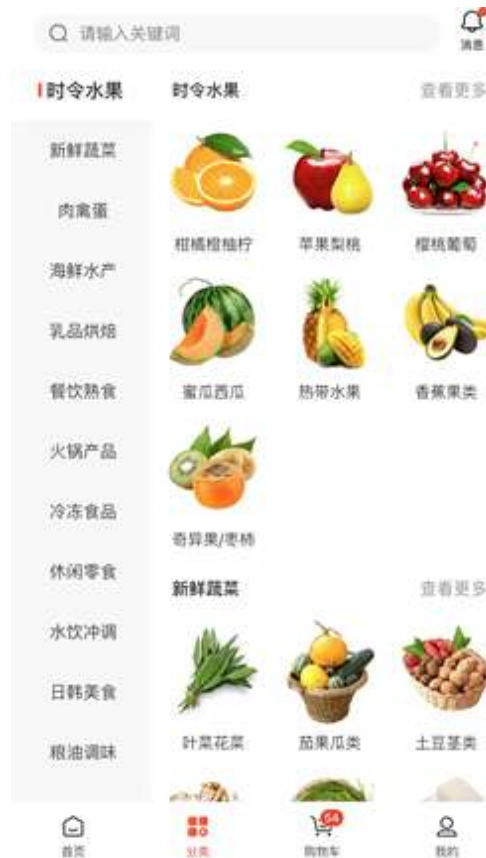 请输入关键词
消息
时令水果
新鲜蔬菜
肉禽蛋
海鲜水产
乳品烘焙
餐饮熟食
火锅产品
冷冻食品
休闲零食
水饮冲调
日韩美食
粮油调味
时令水果 查看更多
柑橘橙柚柠 苹果梨桃 樱桃葡萄
蜜瓜西瓜 热带水果 香蕉果类
奇异果/枣柿
新鲜蔬菜 查看更多
叶菜花菜 茄果瓜类 土豆茎类
首页 分类 购物车 我的
64